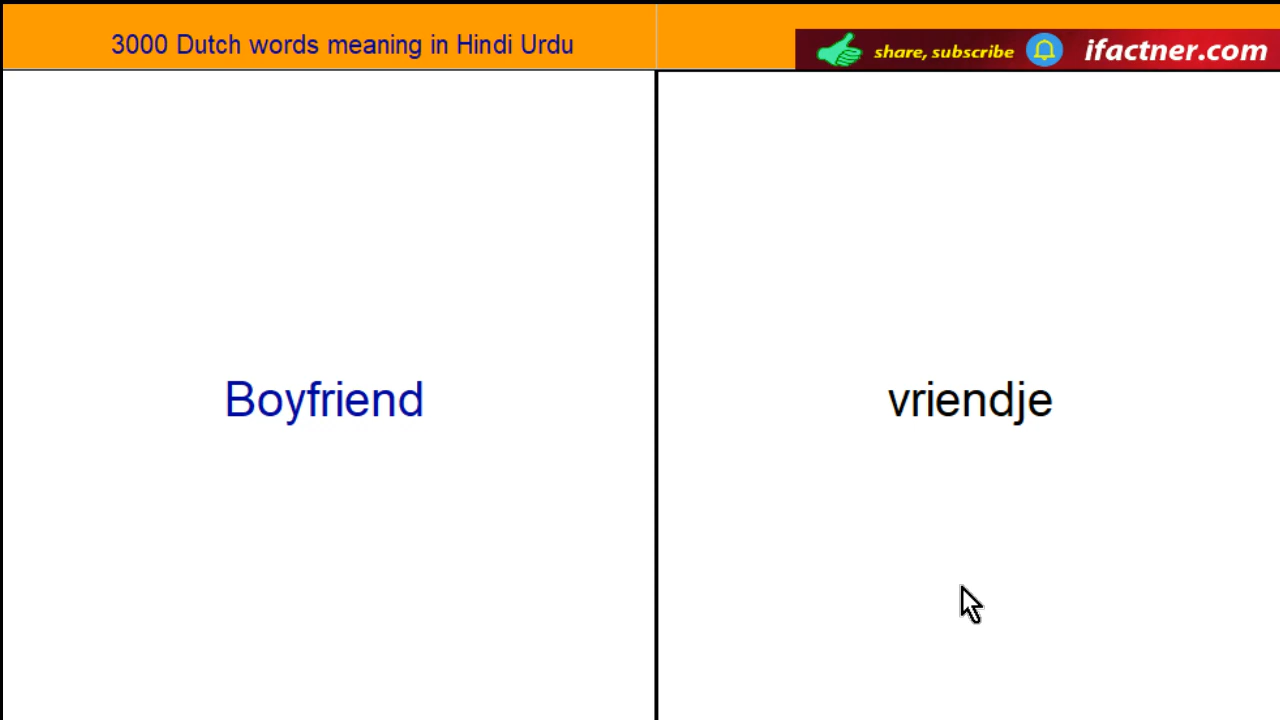 3000 Dutch words meaning in Hindi Urdu
share, subscribe ifactner.com
Boyfriend
vriendje